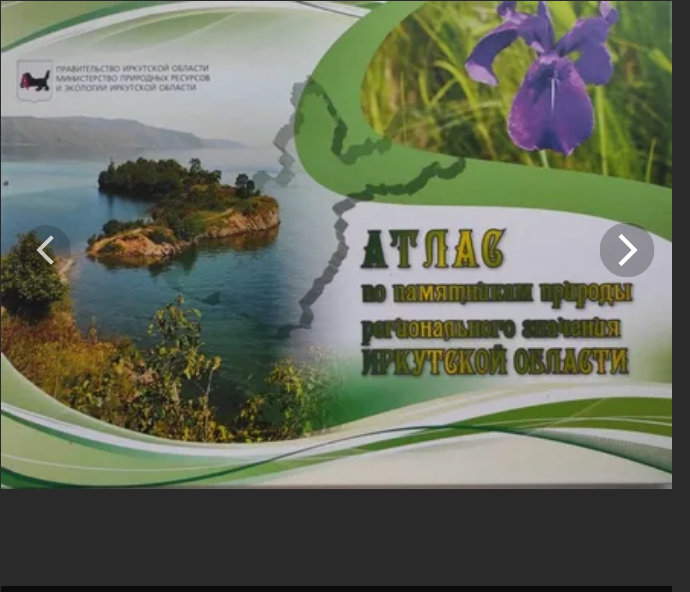 ПРАВИТЕЛЬСТВО ИРКУТСКОЙ ОБЛАСТИ
МИНИСТЕРСТВО ПРИРОДНЫХ РЕСУРСОВ
И ЭКОЛОГИИ ИРКУТСКОЙ ОБЛАСТИ
АТЛАС
по памятникам природы
регионального значения
ИРКУТСКОЙ ОБЛАСТИ